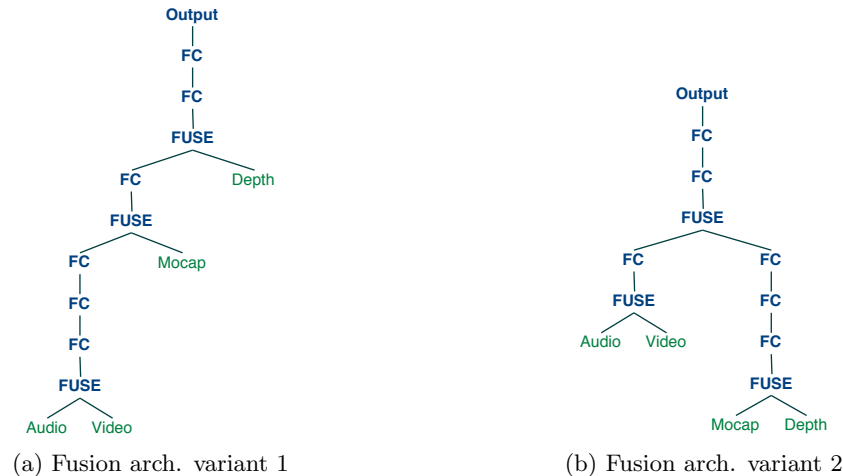 Output
FC
FC
FUSE
FC Depth
FUSE
FC Mocap
FC
FC
FUSE
Audio Video
(a) Fusion arch. variant 1
Output
FC
FC
FUSE
FC FC
FUSE FC
Audio Video FC
FUSE
Mocap Depth
(b) Fusion arch. variant 2